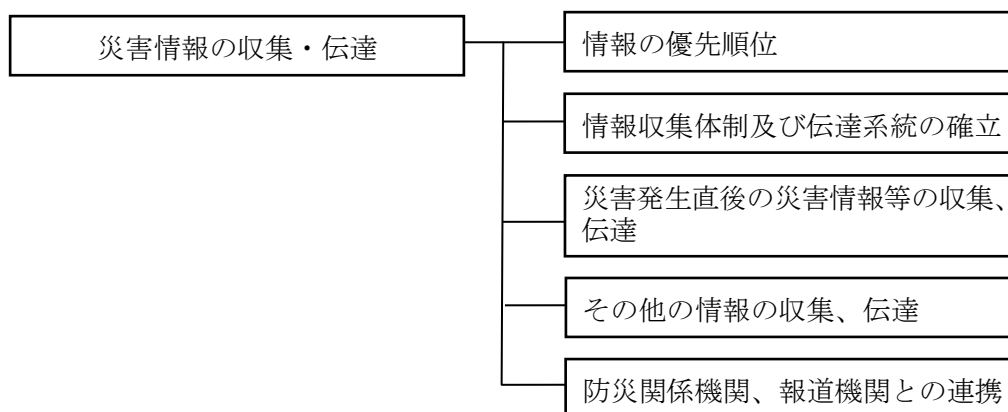 災害情報の収集・伝達
情報の優先順位
情報収集体制及び伝達系統の確立
災害発生直後の災害情報等の収集、
伝達
その他の情報の収集、伝達
防災関係機関、報道機関との連携